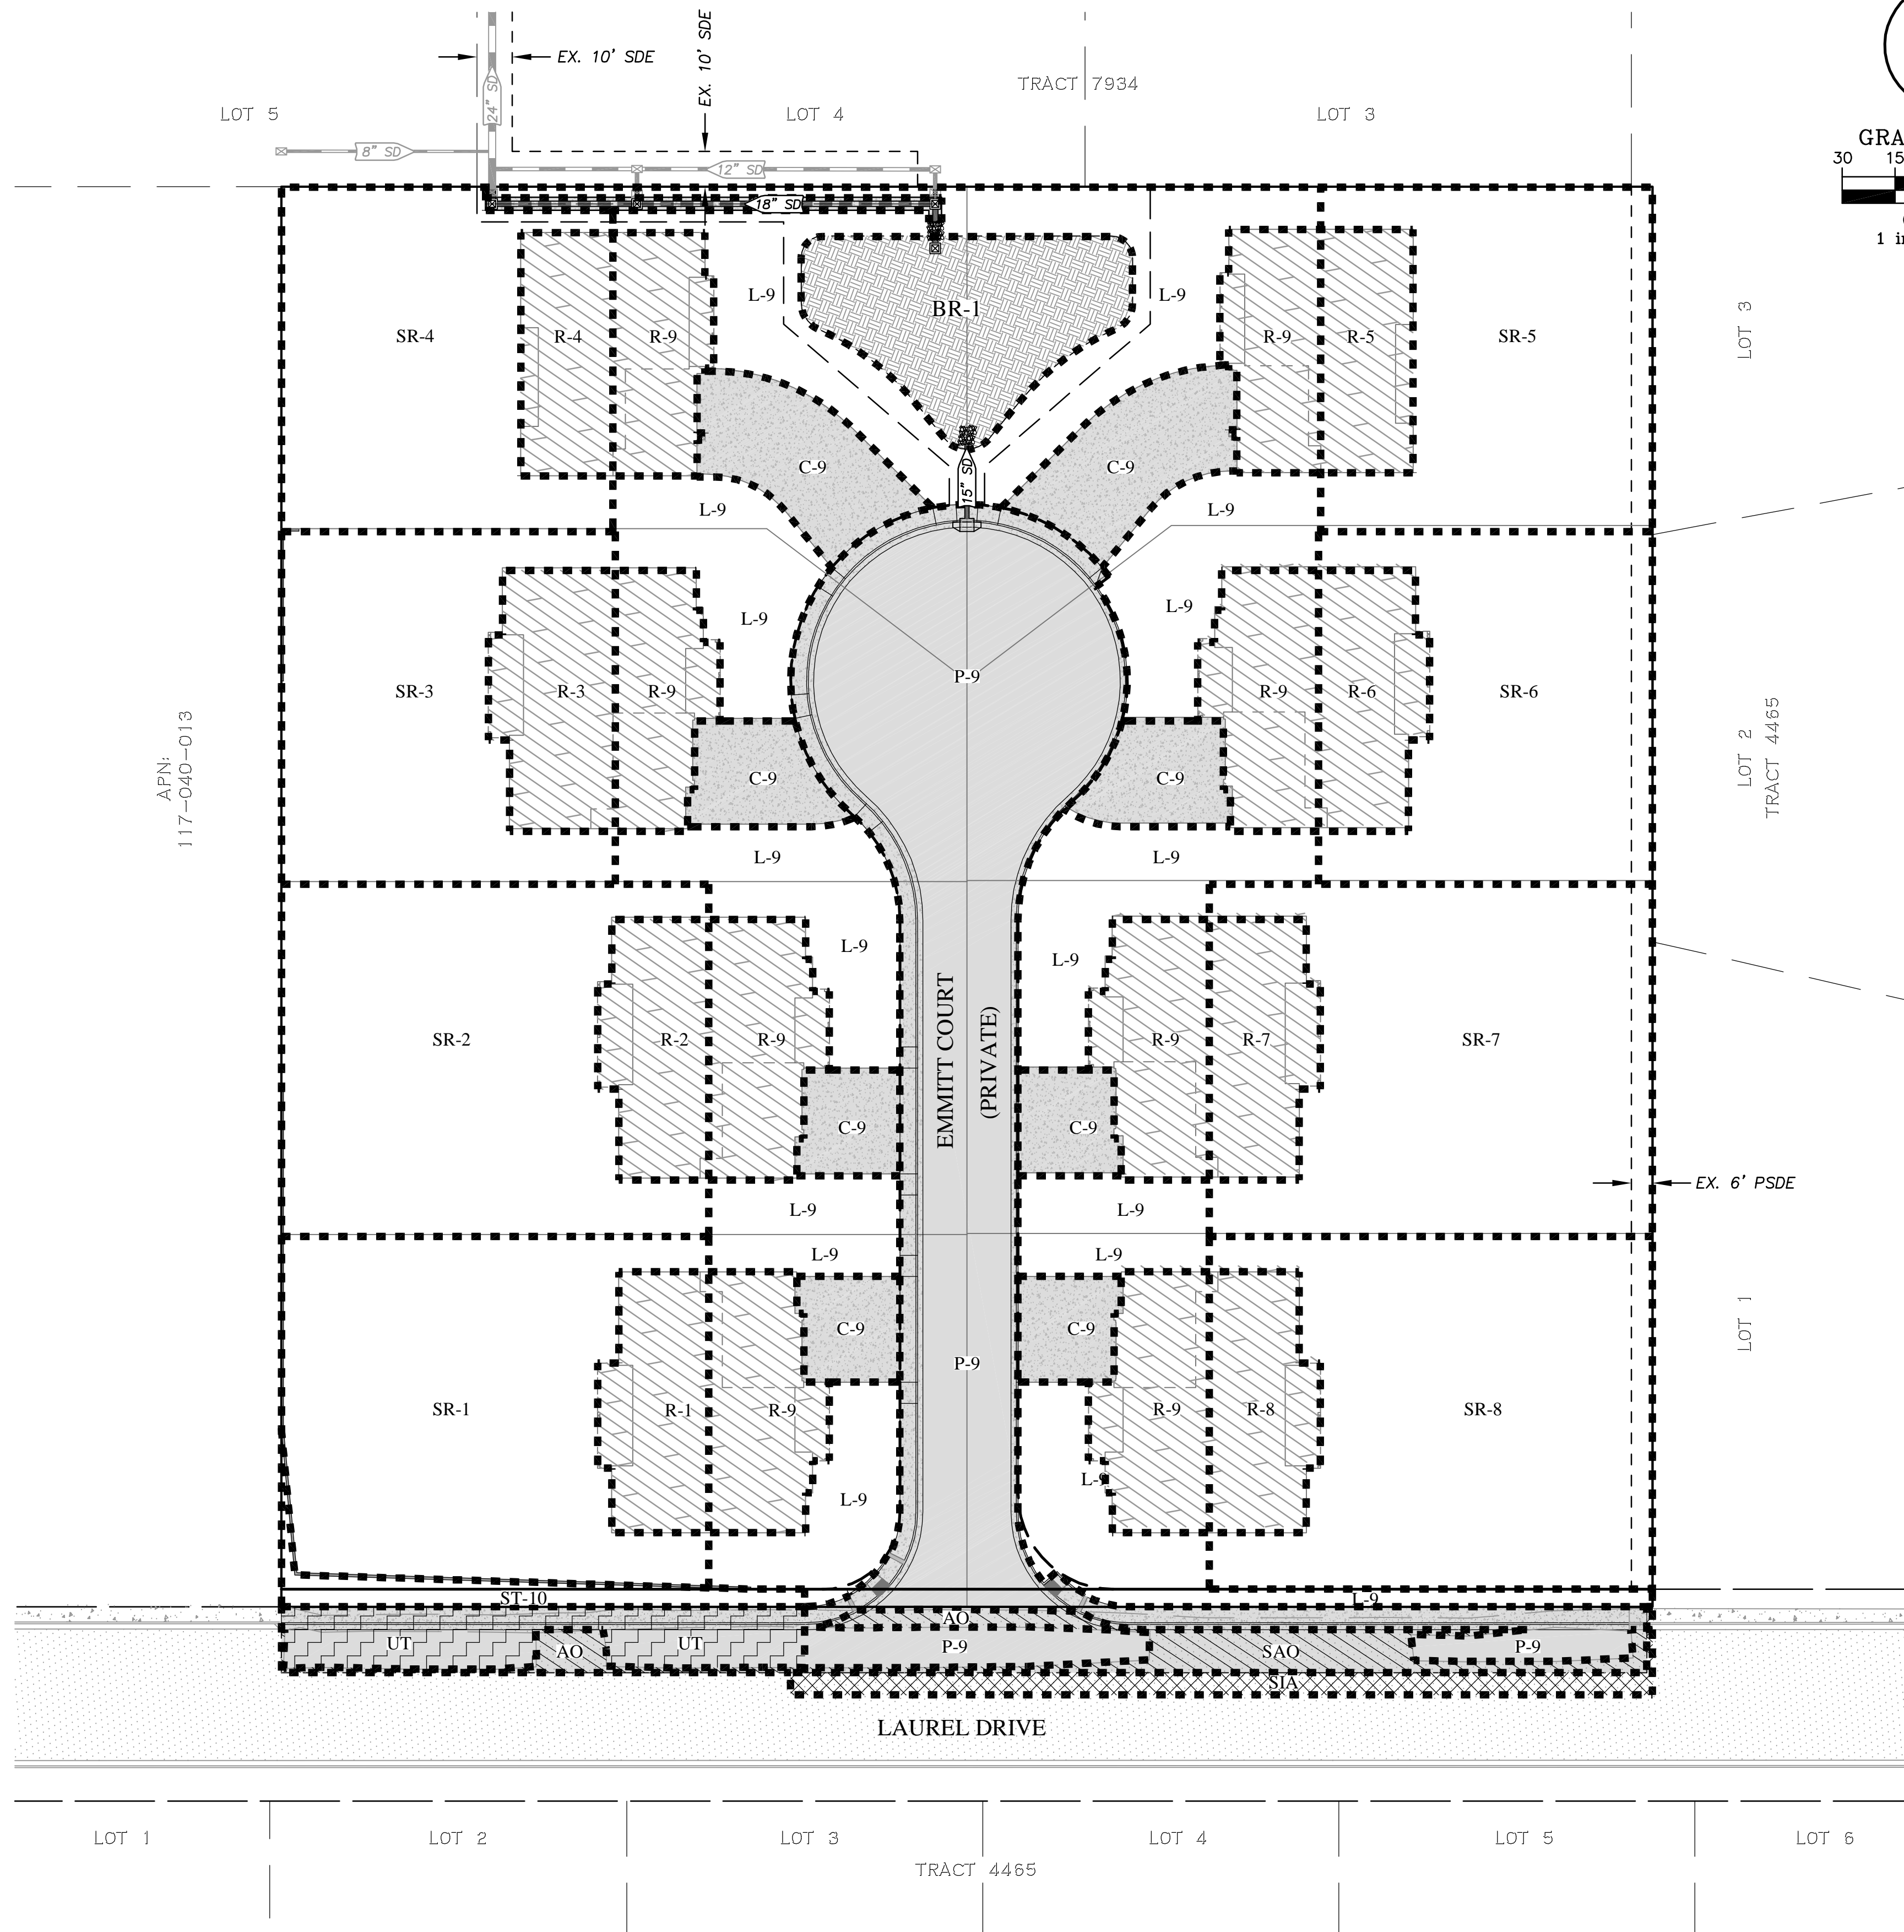 EX. 10' SDE
EX. 10' SDE
24" SD
TRACT 7934
LOT 5
LOT 4
LOT 3
8" SD
12" SD
18" SD
GRA
30 15
1 i
L-9
BR-1
L-9
SR-4
R-4
R-9
R-9
R-5
SR-5
LOT 3
C-9
15" SD
C-9
L-9
L-9
L-9
L-9
P-9
SR-3
R-3
R-9
R-9
R-6
SR-6
APN:
117-040-013
LOT 2
TRACT 4465
C-9
C-9
L-9
L-9
L-9
L-9
SR-2
R-2
R-9
EMMITT COURT
(PRIVATE)
R-9
R-7
SR-7
C-9
C-9
EX. 6' PSDE
L-9
L-9
L-9
L-9
C-9
C-9
LOT 1
P-9
SR-1
R-1
R-9
R-9
R-8
SR-8
L-9
L-9
ST-10
L-9
AO
UT
AO
UT
P-9
SAO
P-9
SIA
LAUREL DRIVE
LOT 1
LOT 2
LOT 3
LOT 4
LOT 5
LOT 6
TRACT 4465